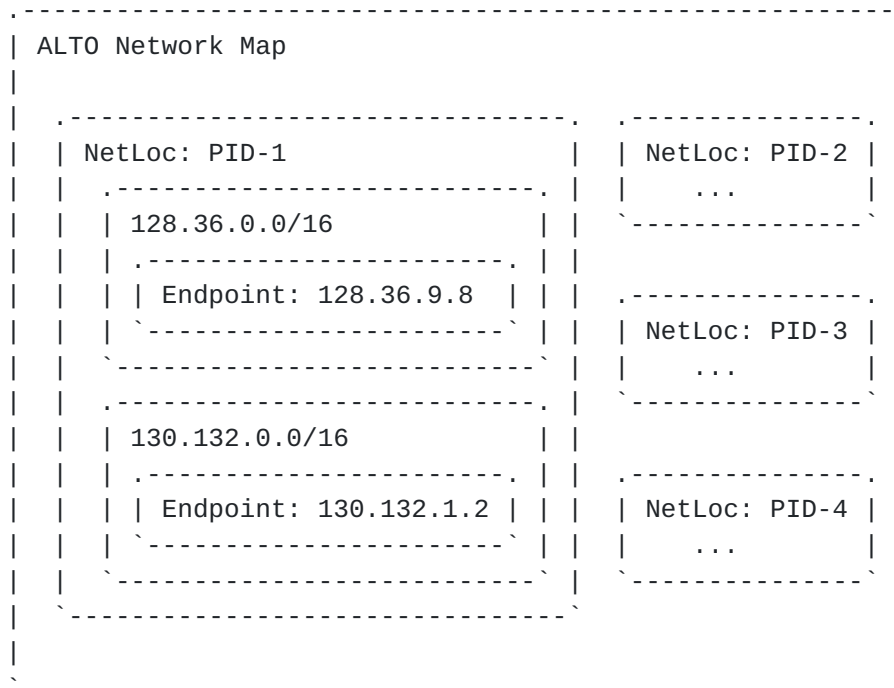 .--------------------------------------------------------
| ALTO Network Map
|
|  .--------------------------------.  .---------------.
|  | NetLoc: PID-1                  |  | NetLoc: PID-2 |
|  |  .---------------------------. |  |    ...        |
|  |  | 128.36.0.0/16             | |  `---------------`
|  |  | .-----------------------. | |
|  |  | | Endpoint: 128.36.9.8  | | |  .---------------.
|  |  | `-----------------------` | |  | NetLoc: PID-3 |
|  |  `---------------------------` |  |    ...        |
|  |  .---------------------------. |  `---------------`
|  |  | 130.132.0.0/16            | |
|  |  | .-----------------------. | |  .---------------.
|  |  | | Endpoint: 130.132.1.2 | | |  | NetLoc: PID-4 |
|  |  | `-----------------------` | |  |    ...        |
|  |  `---------------------------` |  `---------------`
|  `--------------------------------`
|
`